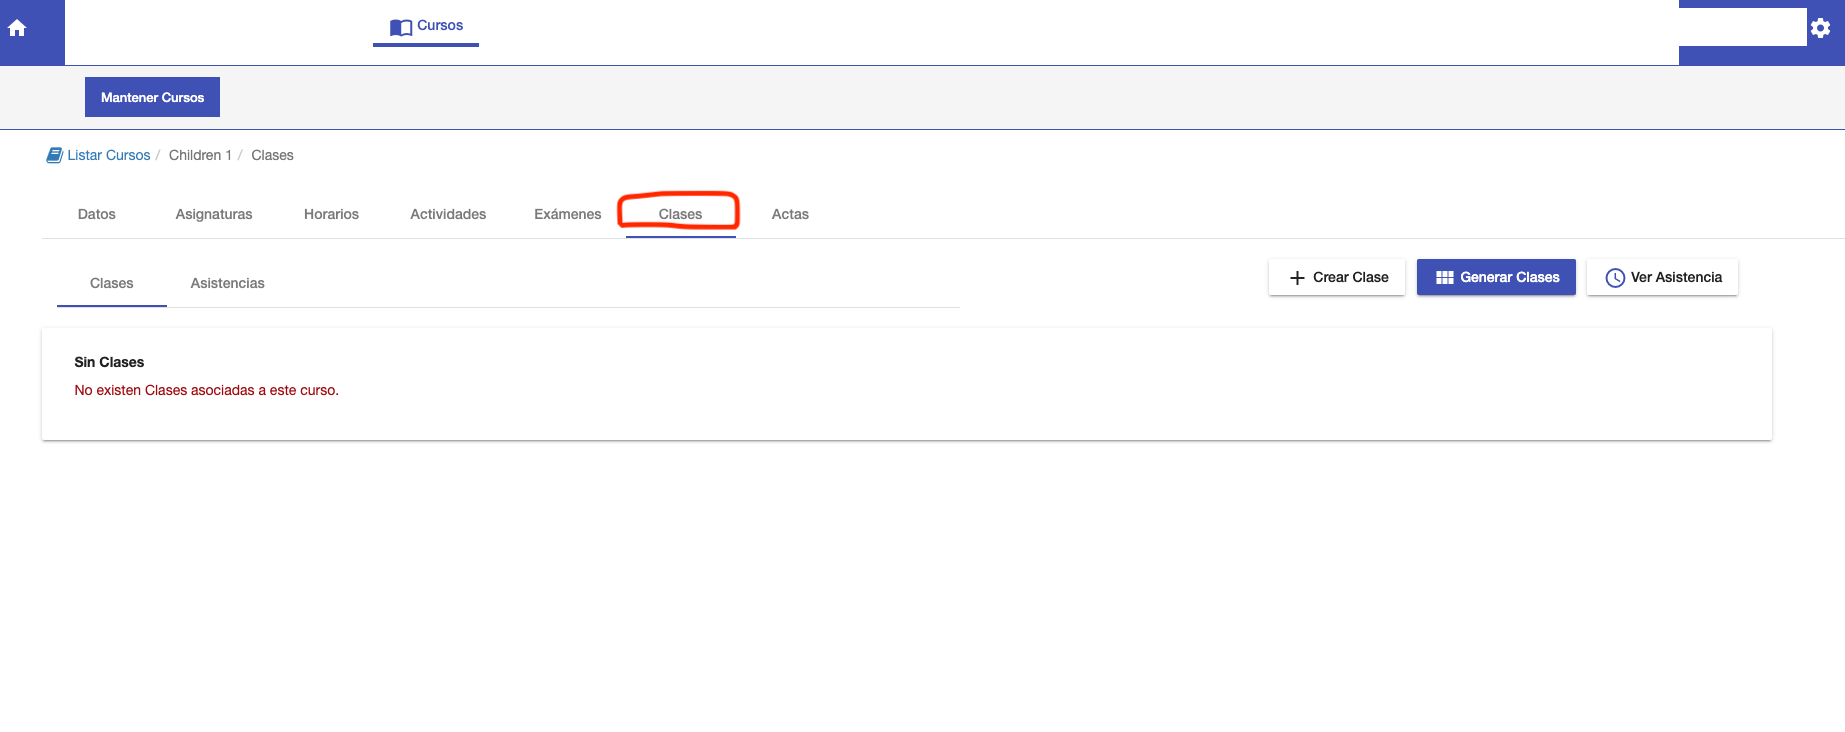 Cursos
Mantener Cursos
Listar Cursos / Children 1 / Clases
Datos Asignaturas Horarios Actividades Exámenes Clases Actas
Clases Asistencias Crear Clase Generar Clases Ver Asistencia
Sin Clases
No existen Clases asociadas a este curso.